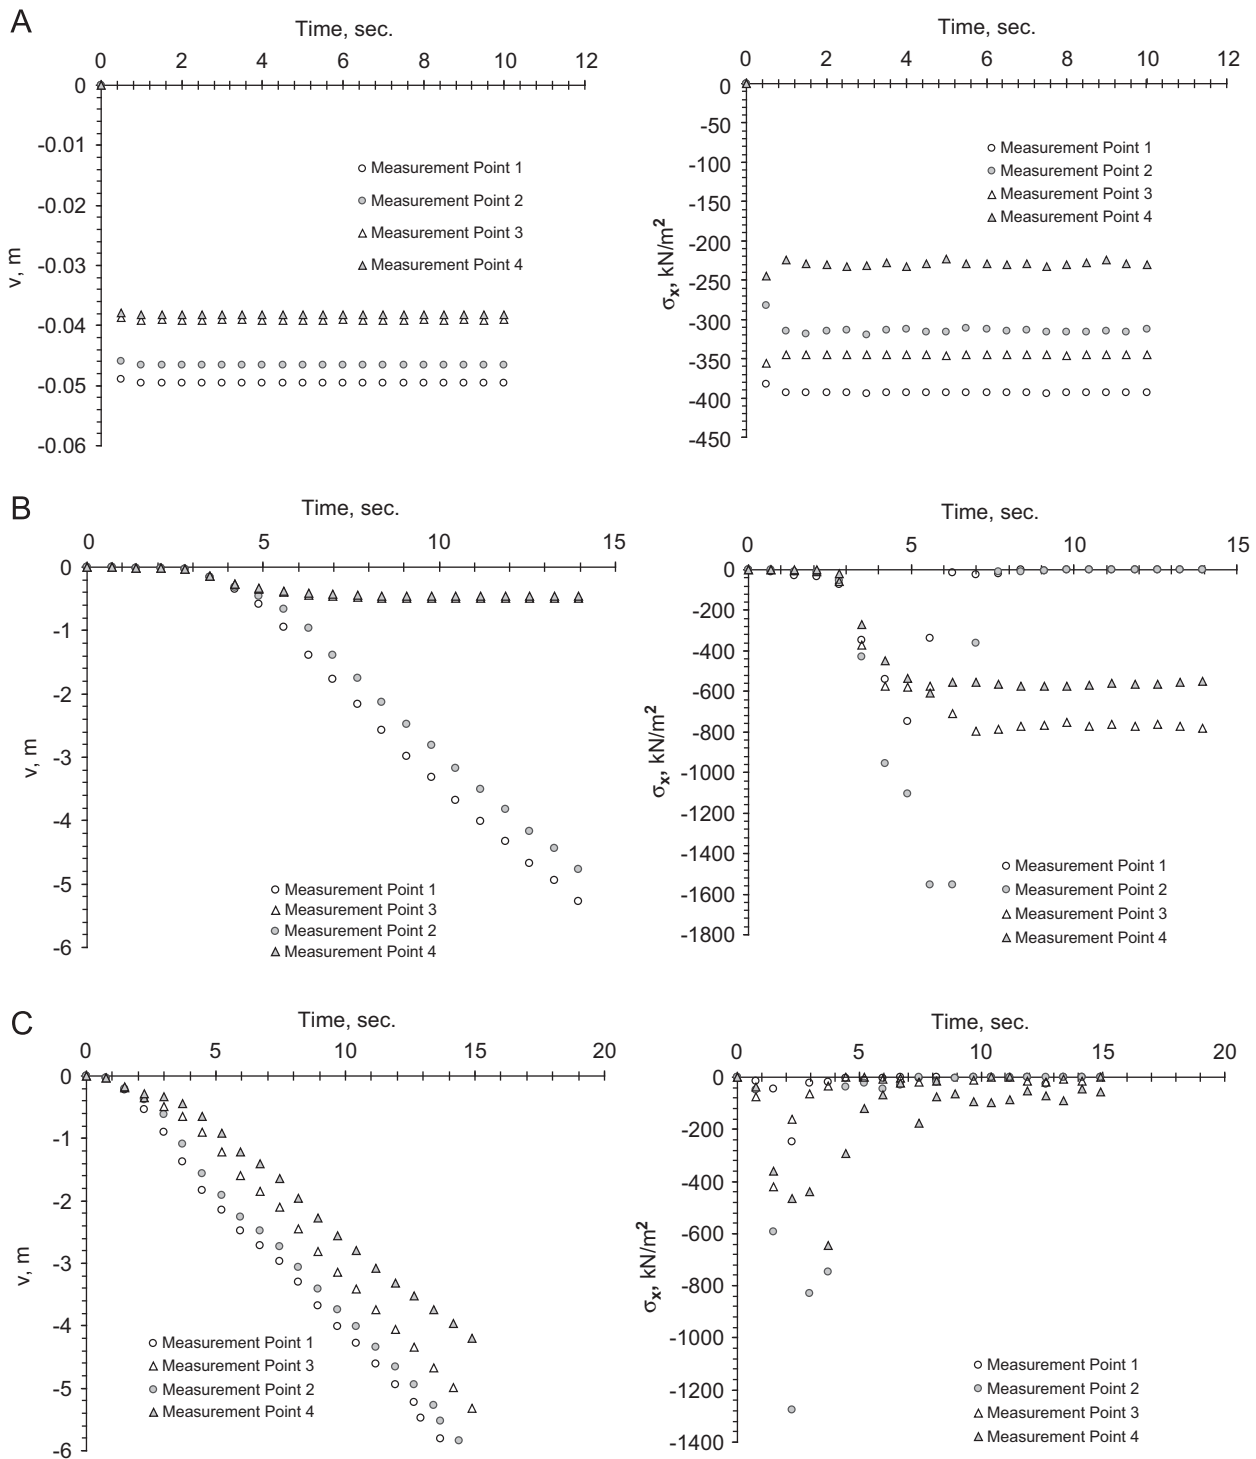 A
Time, sec.
0 2 4 6 8 10 12
0
-0.01
-0.02
-0.03
-0.04
-0.05
-0.06
v, m
Measurement Point 1
Measurement Point 2
Measurement Point 3
Measurement Point 4
Time, sec.
0 2 4 6 8 10 12
0
-50
-100
-150
-200
-250
-300
-350
-400
-450
σx, kN/m2
Measurement Point 1
Measurement Point 2
Measurement Point 3
Measurement Point 4
B
Time, sec.
0 5 10 15
0
-1
-2
-3
-4
-5
-6
v, m
Measurement Point 1
Measurement Point 3
Measurement Point 2
Measurement Point 4
Time, sec.
0 5 10 15
0
-200
-400
-600
-800
-1000
-1200
-1400
-1600
-1800
σx, kN/m2
Measurement Point 1
Measurement Point 2
Measurement Point 3
Measurement Point 4
C
Time, sec.
0 5 10 15 20
0
-1
-2
-3
-4
-5
-6
v, m
Measurement Point 1
Measurement Point 3
Measurement Point 2
Measurement Point 4
Time, sec.
0 5 10 15 20
0
-200
-400
-600
-800
-1000
-1200
-1400
σx, kN/m2
Measurement Point 1
Measurement Point 2
Measurement Point 3
Measurement Point 4